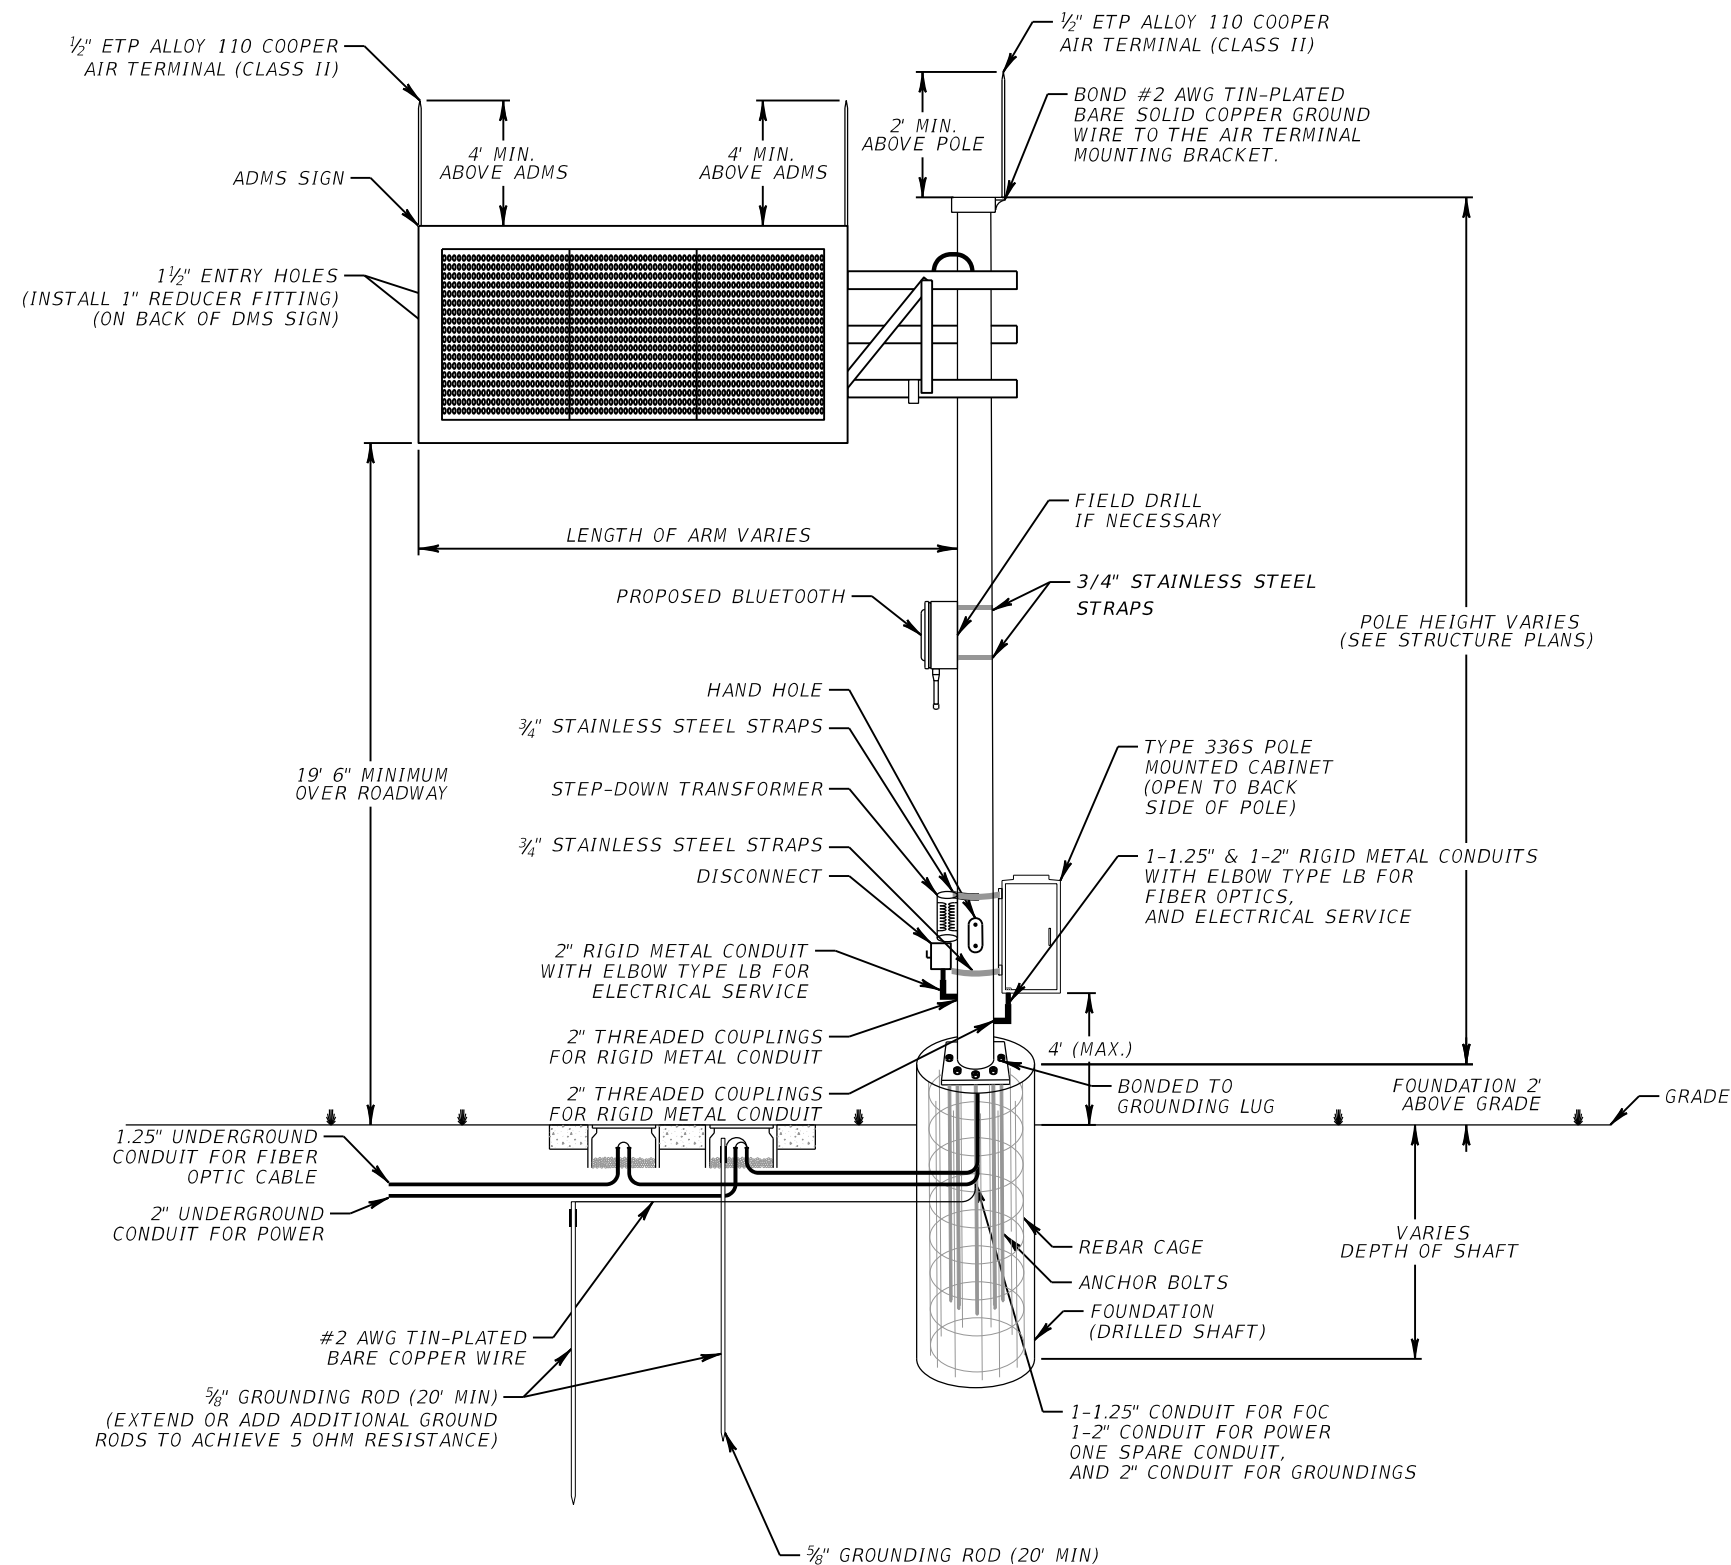 ½" ETP ALLOY 110 COOPER
AIR TERMINAL (CLASS II)
½" ETP ALLOY 110 COOPER
AIR TERMINAL (CLASS II)
BOND #2 AWG TIN-PLATED
BARE SOLID COPPER GROUND
WIRE TO THE AIR TERMINAL
MOUNTING BRACKET.
2' MIN.
ABOVE POLE
4' MIN.
ABOVE ADMS
4' MIN.
ABOVE ADMS
ADMS SIGN
1½" ENTRY HOLES
(INSTALL 1" REDUCER FITTING)
(ON BACK OF DMS SIGN)
FIELD DRILL
IF NECESSARY
LENGTH OF ARM VARIES
3/4" STAINLESS STEEL
STRAPS
PROPOSED BLUETOOTH
POLE HEIGHT VARIES
(SEE STRUCTURE PLANS)
HAND HOLE
¾" STAINLESS STEEL STRAPS
TYPE 336S POLE
MOUNTED CABINET
(OPEN TO BACK
SIDE OF POLE)
19' 6" MINIMUM
OVER ROADWAY
STEP-DOWN TRANSFORMER
¾" STAINLESS STEEL STRAPS
DISCONNECT
1-1.25" & 1-2" RIGID METAL CONDUITS
WITH ELBOW TYPE LB FOR
FIBER OPTICS,
AND ELECTRICAL SERVICE
2" RIGID METAL CONDUIT
WITH ELBOW TYPE LB FOR
ELECTRICAL SERVICE
2" THREADED COUPLINGS
FOR RIGID METAL CONDUIT
4' (MAX.)
2" THREADED COUPLINGS
FOR RIGID METAL CONDUIT
BONDED TO
GROUNDING LUG
FOUNDATION 2'
ABOVE GRADE
GRADE
1.25" UNDERGROUND
CONDUIT FOR FIBER
OPTIC CABLE
2" UNDERGROUND
CONDUIT FOR POWER
VARIES
DEPTH OF SHAFT
REBAR CAGE
ANCHOR BOLTS
FOUNDATION
(DRILLED SHAFT)
#2 AWG TIN-PLATED
BARE COPPER WIRE
⅝" GROUNDING ROD (20' MIN)
(EXTEND OR ADD ADDITIONAL GROUND
RODS TO ACHIEVE 5 OHM RESISTANCE)
1-1.25" CONDUIT FOR FOC
1-2" CONDUIT FOR POWER
ONE SPARE CONDUIT,
AND 2" CONDUIT FOR GROUNDINGS
⅝" GROUNDING ROD (20' MIN)